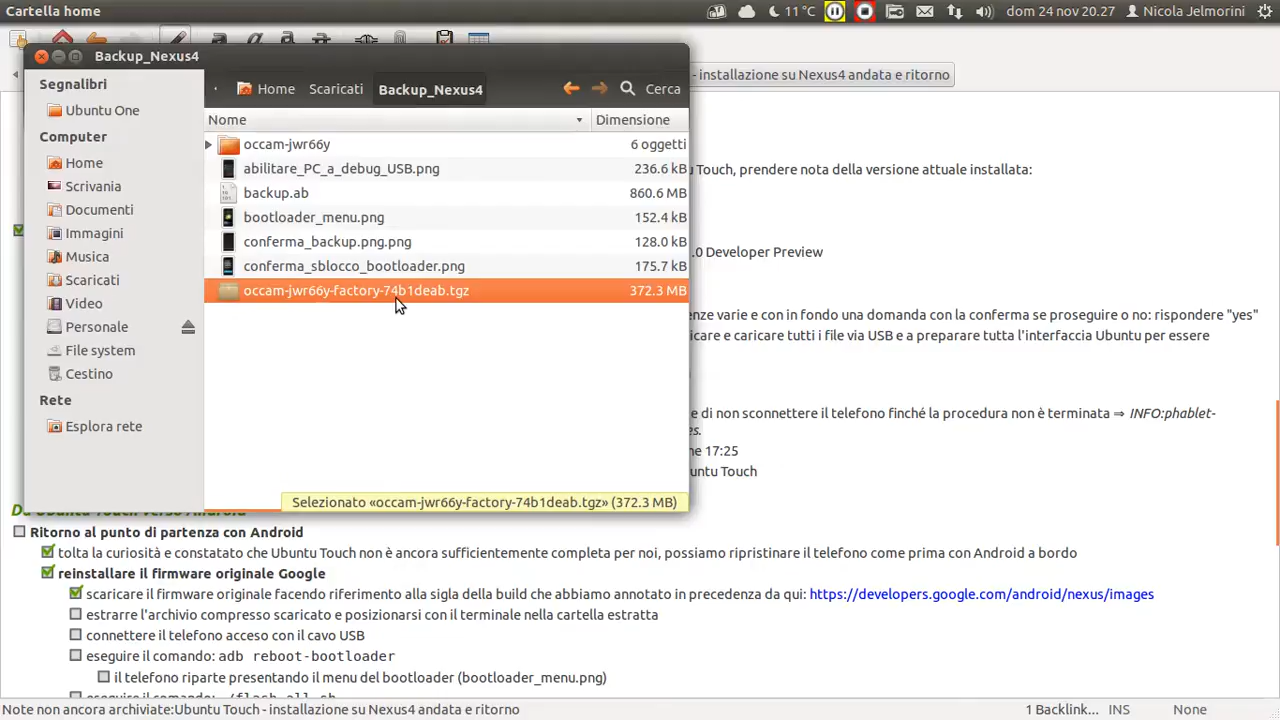 Cartella home
11 °C
dom 24 nov 20.27
Nicola Jelmorini
Backup_Nexus4
- installazione su Nexus4 andata e ritorno
Segnalibri
Ubuntu One
Computer
Home
Scrivania
Documenti
Immagini
Musica
Scaricati
Video
Personale
File system
Cestino
Rete
Esplora rete
Home
Scaricati
Backup_Nexus4
Cerca
Nome Dimensione
occam-jwr66y 6 oggetti
abilitare_PC_a_debug_USB.png 236.6 kB
backup.ab 860.6 MB
bootloader_menu.png 152.4 kB
conferma_backup.png.png 128.0 kB
conferma_sblocco_bootloader.png 175.7 kB
occam-jwr66y-factory-74b1deab.tgz 372.3 MB
Selezionato «occam-jwr66y-factory-74b1deab.tgz» (372.3 MB)
Touch, prendere nota della versione attuale installata:
.0 Developer Preview
enze varie e con in fondo una domanda con la conferma se proseguire o no: rispondere "yes"
icare e caricare tutti i file via USB e a preparare tutta l'interfaccia Ubuntu per essere
e di non sconnettere il telefono finché la procedura non è terminata ⇒ INFO:phablet-
es.
ne 17:25
untu Touch
Da Ubuntu Touch verso Android
Ritorno al punto di partenza con Android
tolta la curiosità e constatato che Ubuntu Touch non è ancora sufficientemente completa per noi, possiamo ripristinare il telefono come prima con Android a bordo
reinstallare il firmware originale Google
scaricare il firmware originale facendo riferimento alla sigla della build che abbiamo annotato in precedenza da qui: https://developers.google.com/android/nexus/images
estrarre l'archivio compresso scaricato e posizionarsi con il terminale nella cartella estratta
connettere il telefono acceso con il cavo USB
eseguire il comando: adb reboot-bootloader
il telefono riparte presentando il menu del bootloader (bootloader_menu.png)
eseguire il comando: ./flash-all.sh
Note non ancora archiviate:Ubuntu Touch - installazione su Nexus4 andata e ritorno
1 Backlink... INS None